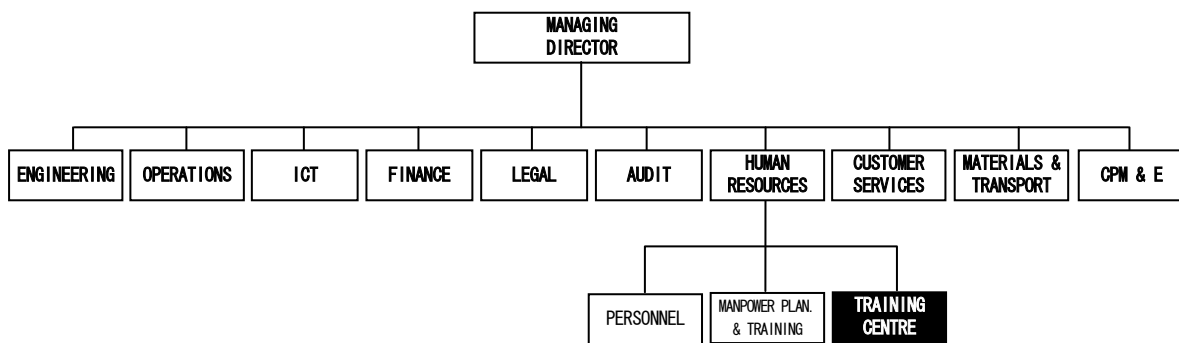 MANAGING
DIRECTOR
ENGINEERING
OPERATIONS
ICT
FINANCE
LEGAL
AUDIT
HUMAN
RESOURCES
CUSTOMER
SERVICES
MATERIALS &
TRANSPORT
CPM & E
PERSONNEL
MANPOWER PLAN.
& TRAINING
TRAINING
CENTRE